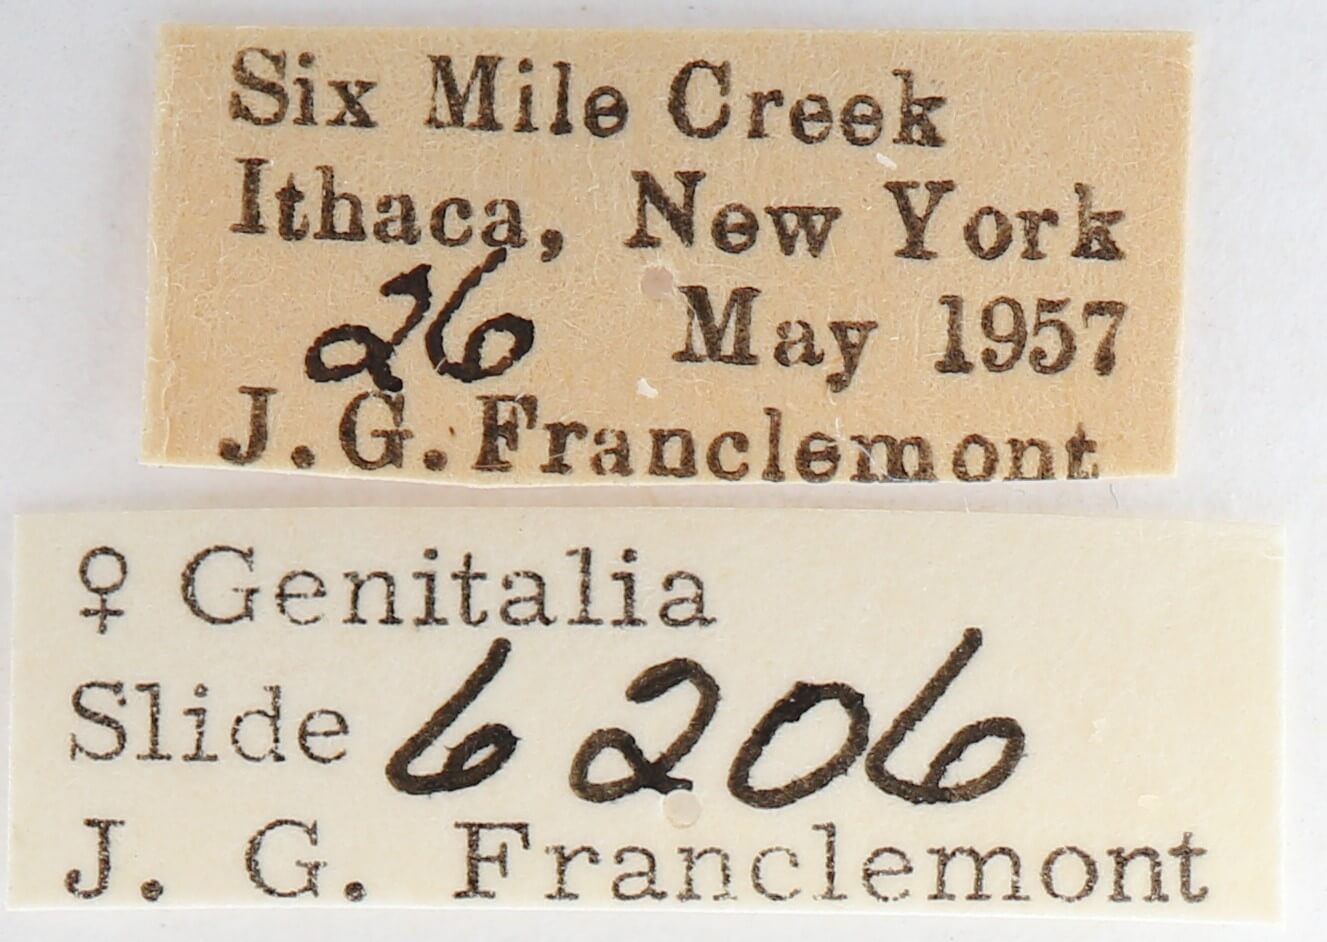 Six Mile Creek
Ithaca, New York
26 May 1957
J. G. Franclemont
♀ Genitalia
Slide 6206
J. G. Franclemont